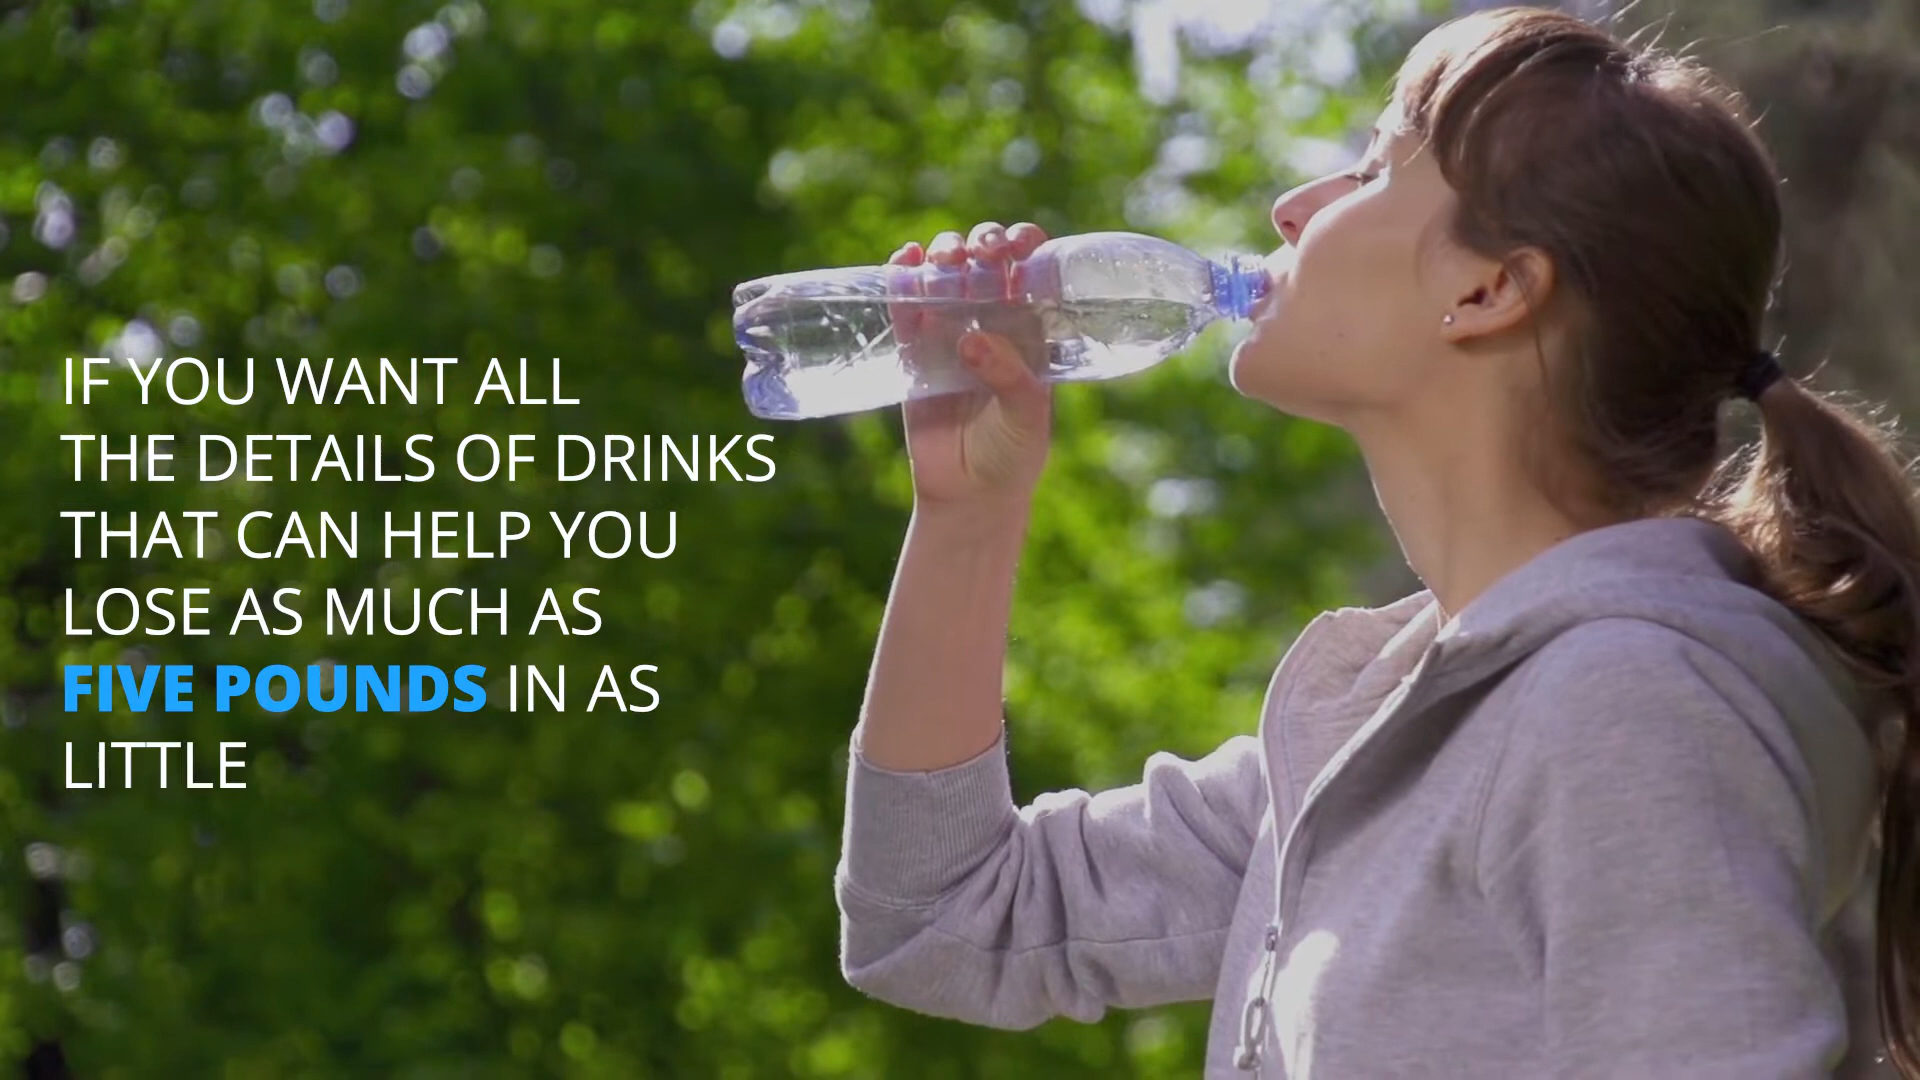 IF YOU WANT ALL
THE DETAILS OF DRINKS
THAT CAN HELP YOU
LOSE AS MUCH AS
FIVE POUNDS IN AS
LITTLE